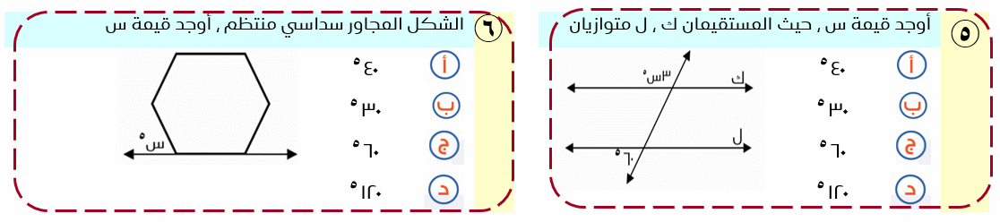 ٥
أوجد قيمة س ، حيث المستقيمان ك ، ل متوازيان
أ
٤٠°
ب
٣٠°
ج
٦٠°
د
١٢٠°
٣س°
ك
ل
٦٠°
٦
الشكل المجاور سداسي منتظم ، أوجد قيمة س
أ
٤٠°
ب
٣٠°
ج
٦٠°
د
١٢٠°
س°